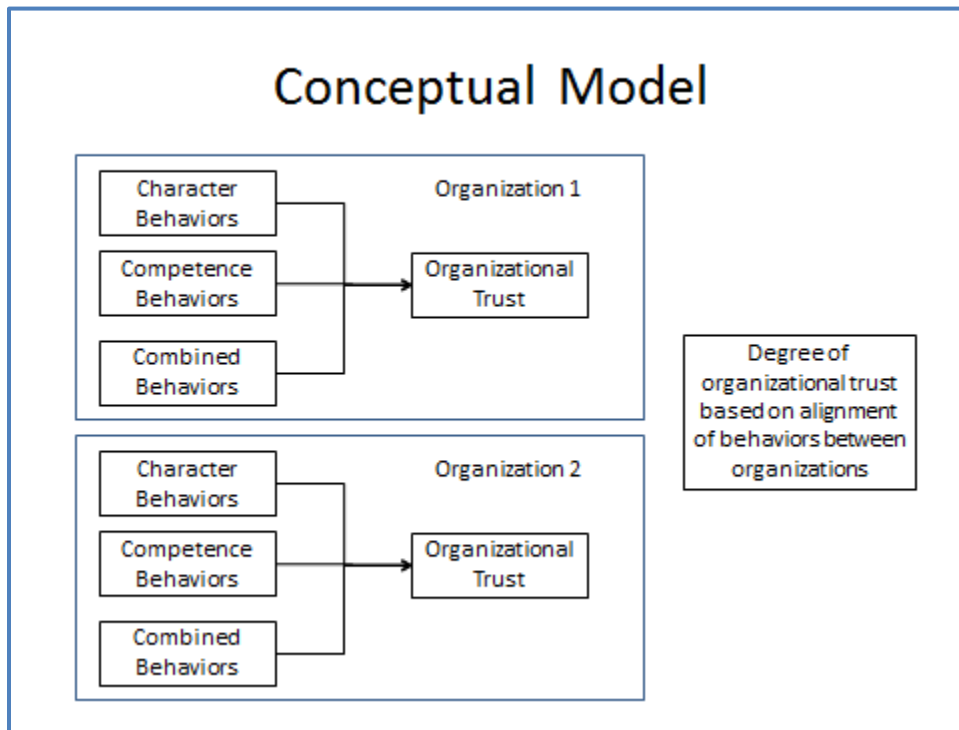 Conceptual Model
Organization 1
Character
Behaviors
Competence
Behaviors
Combined
Behaviors
Organizational
Trust
Organization 2
Character
Behaviors
Competence
Behaviors
Combined
Behaviors
Organizational
Trust
Degree of
organizational trust
based on alignment
of behaviors between
organizations